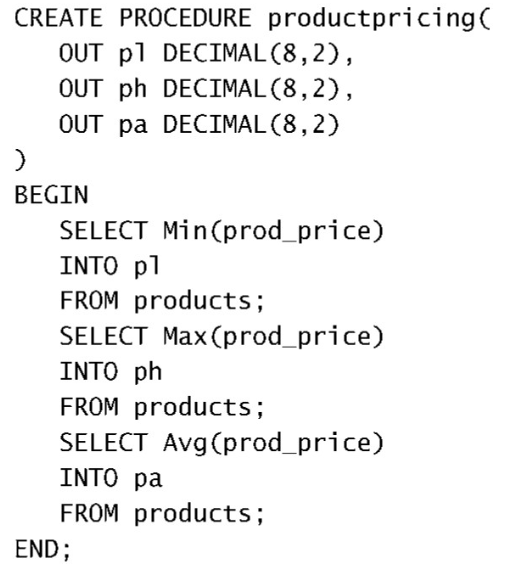 CREATE PROCEDURE productpricing(
   OUT pl DECIMAL(8,2),
   OUT ph DECIMAL(8,2),
   OUT pa DECIMAL(8,2)
)
BEGIN
   SELECT Min(prod_price)
   INTO pl
   FROM products;
   SELECT Max(prod_price)
   INTO ph
   FROM products;
   SELECT Avg(prod_price)
   INTO pa
   FROM products;
END;